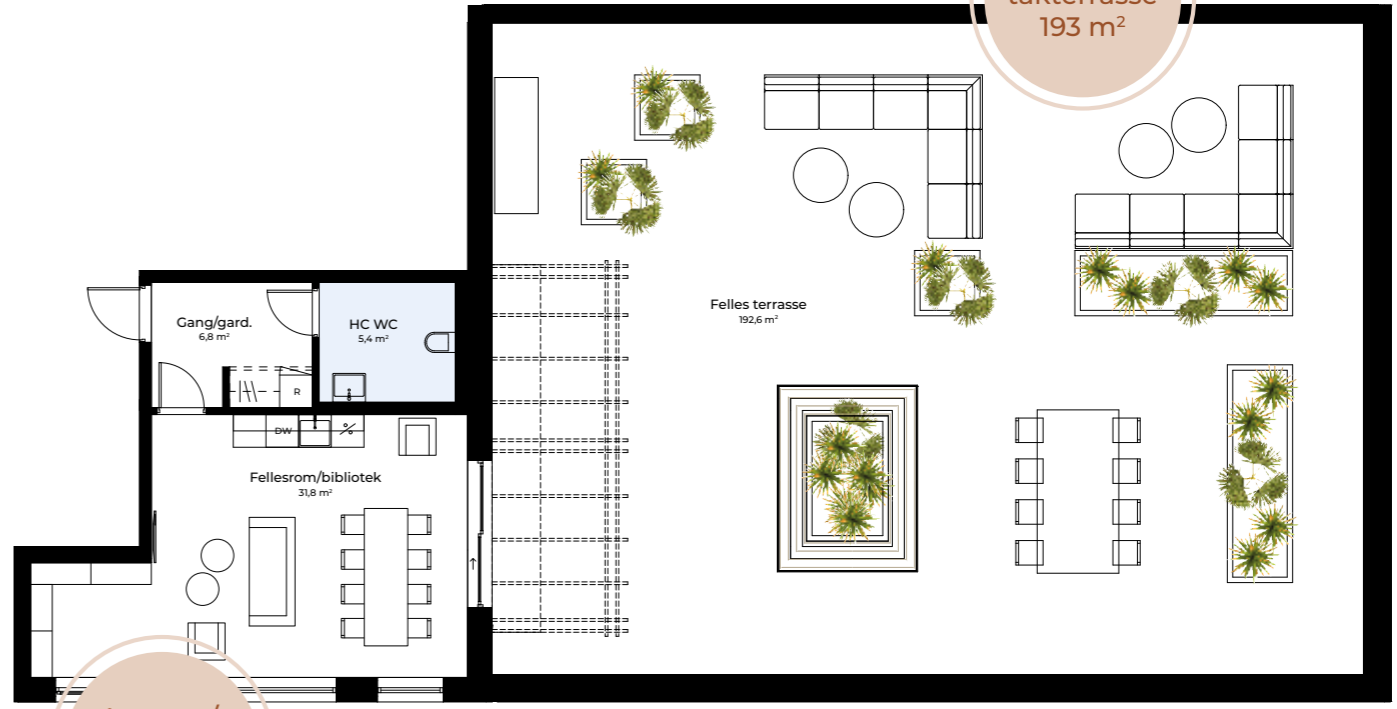 takterrasse
193 m²
Felles terrasse
192,6 m²
Gang/gard.
6,8 m²
HC WC
5,4 m²
R
DW
Fellesrom/bibliotek
31,8 m²